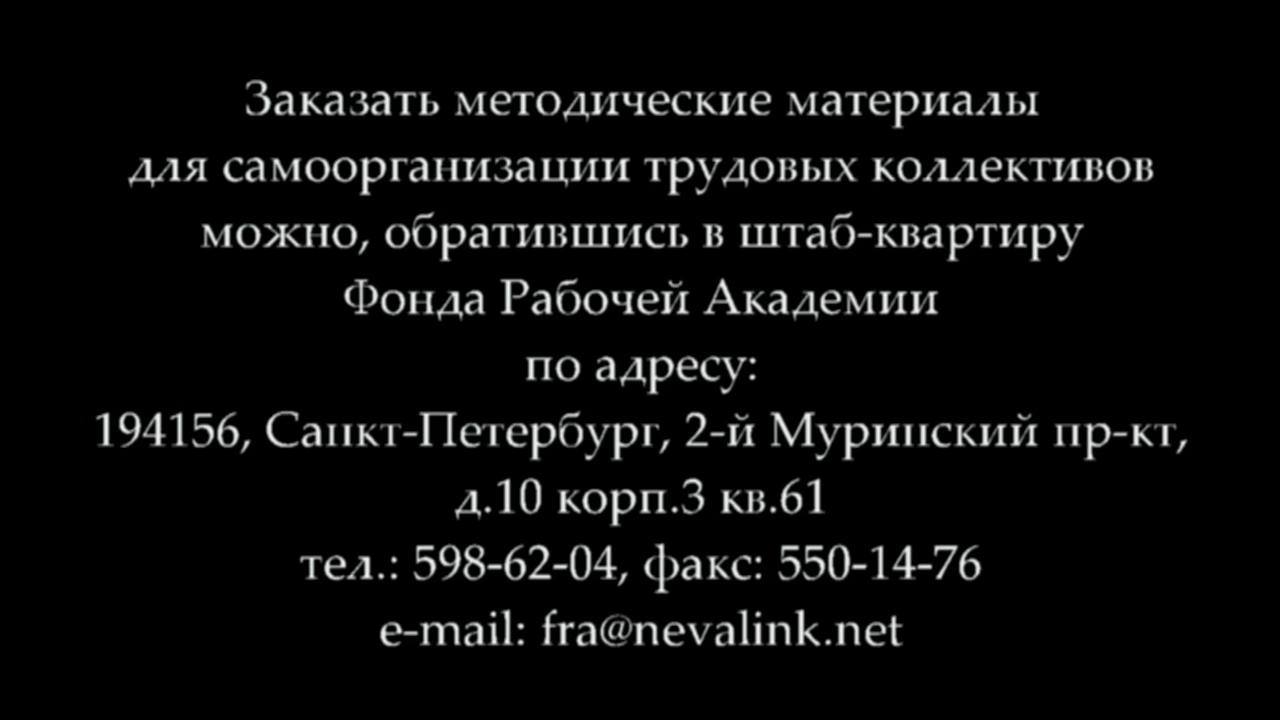 Заказать методические материалы
для самоорганизации трудовых коллективов
можно, обратившись в штаб-квартиру
Фонда Рабочей Академии
по адресу:
194156, Санкт-Петербург, 2-й Муринский пр-кт,
д.10 корп.3 кв.61
тел.: 598-62-04, факс: 550-14-76
e-mail: fra@nevalink.net